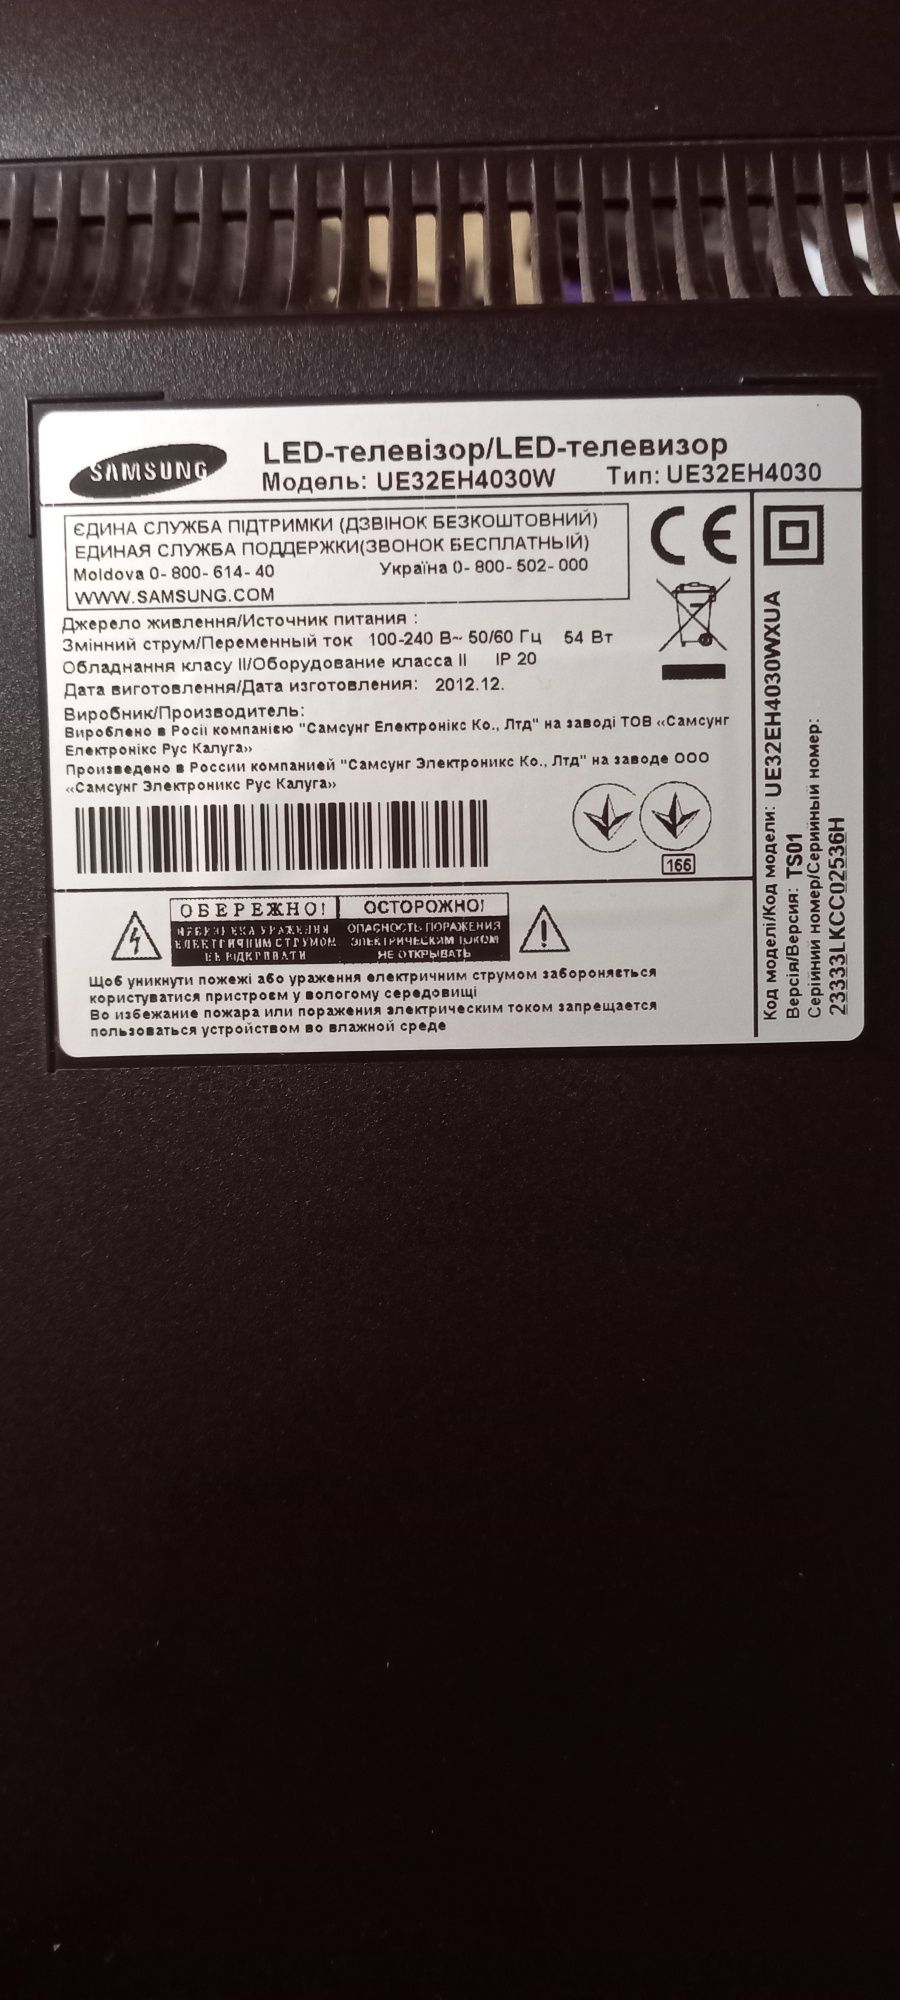 SAMSUNG
LED-телевізор/LED-телевизор
Модель: UE32EH4030W Тип: UE32EH4030
ЄДИНА СЛУЖБА ПІДТРИМКИ (ДЗВІНОК БЕЗКОШТОВНИЙ)
ЕДИНАЯ СЛУЖБА ПОДДЕРЖКИ(ЗВОНОК БЕСПЛАТНЫЙ)
Moldova 0- 800- 614- 40 Україна 0- 800- 502- 000
WWW.SAMSUNG.COM
CE
Джерело живлення/Источник питания :
Змінний струм/Переменный ток 100-240 В~ 50/60 Гц 54 Вт
Обладнання класу II/Оборудование класса II IP 20
Дата виготовлення/Дата изготовления: 2012.12.
Виробник/Производитель:
Вироблено в Росії компанією "Самсунг Електронікс Ко., Лтд" на заводі ТОВ «Самсунг
Електронікс Рус Калуга»
Произведено в России компанией "Самсунг Электроникс Ко., Лтд" на заводе ООО
«Самсунг Электроникс Рус Калуга»
166
ОБЕРЕЖНО!
НЕБЕЗПЕКА УРАЖЕННЯ
ЕЛЕКТРИЧНИМ СТРУМОМ
НЕ ВІДКРИВАТИ
ОСТОРОЖНО!
ОПАСНОСТЬ ПОРАЖЕНИЯ
ЭЛЕКТРИЧЕСКИМ ТОКОМ
НЕ ОТКРЫВАТЬ
Щоб уникнути пожежі або ураження електричним струмом забороняється
користуватися пристроєм у вологому середовищі
Во избежание пожара или поражения электрическим током запрещается
пользоваться устройством во влажной среде
Код моделі/Код модели: UE32EH4030WXUA
Версія/Версия: TS01
Серійний номер/Серийный номер:
23333LKCC02536H